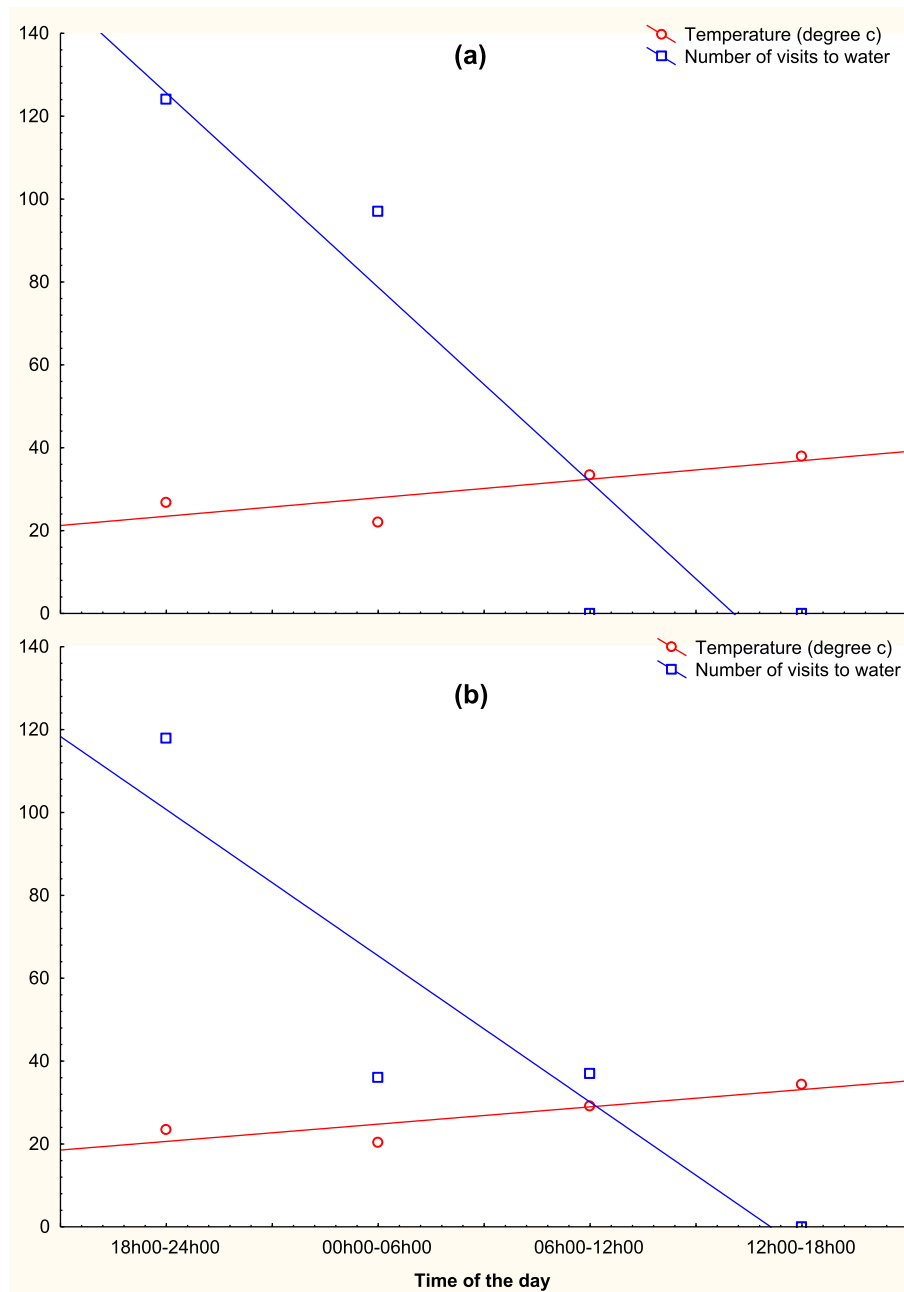 Temperature (degree c)
Number of visits to water
(a)
140
120
100
80
60
40
20
0
Temperature (degree c)
Number of visits to water
(b)
140
120
100
80
60
40
20
0
18h00-24h00 00h00-06h00 06h00-12h00 12h00-18h00
Time of the day